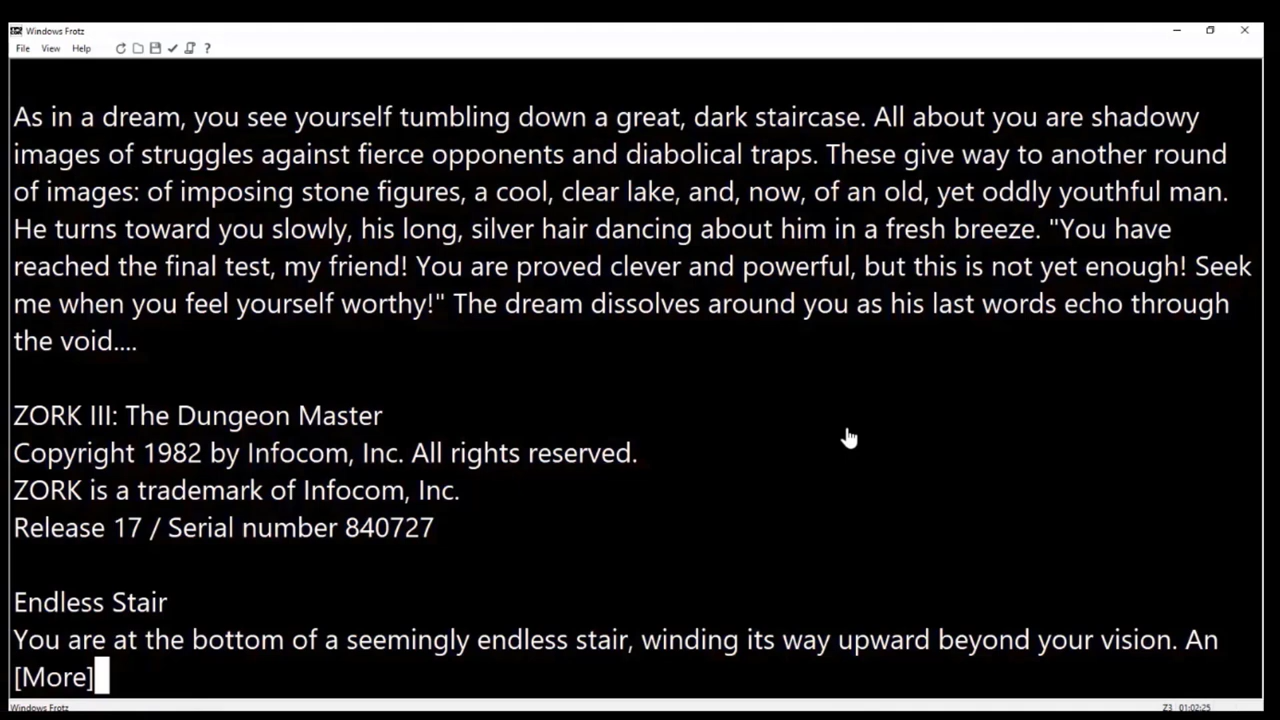 Windows Frotz
File View Help ?
As in a dream, you see yourself tumbling down a great, dark staircase. All about you are shadowy
images of struggles against fierce opponents and diabolical traps. These give way to another round
of images: of imposing stone figures, a cool, clear lake, and, now, of an old, yet oddly youthful man.
He turns toward you slowly, his long, silver hair dancing about him in a fresh breeze. "You have
reached the final test, my friend! You are proved clever and powerful, but this is not yet enough! Seek
me when you feel yourself worthy!" The dream dissolves around you as his last words echo through
the void....
ZORK III: The Dungeon Master
Copyright 1982 by Infocom, Inc. All rights reserved.
ZORK is a trademark of Infocom, Inc.
Release 17 / Serial number 840727
Endless Stair
You are at the bottom of a seemingly endless stair, winding its way upward beyond your vision. An
[More]
Windows Frotz Z3 01:02:25